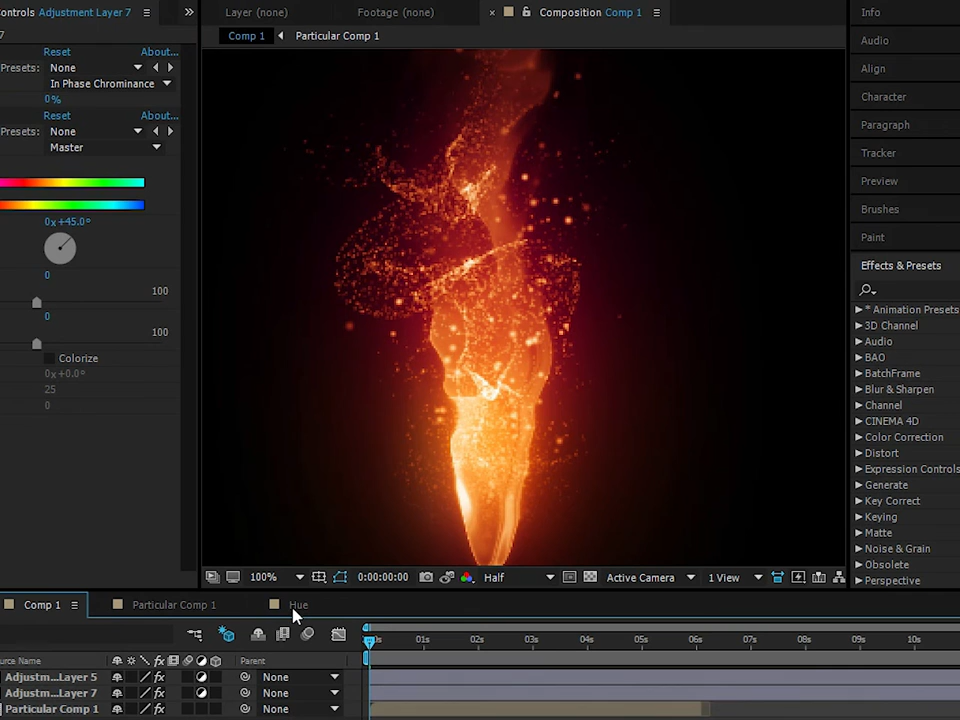 ontrols Adjustment Layer 7
»
Layer (none)
Footage (none)
× Composition Comp 1
Info
7
Comp 1
Particular Comp 1
Reset
About...
Presets:
None
In Phase Chrominance
0%
Reset
About...
Presets:
None
Master
0x+45.0°
0
100
0
100
Colorize
0x+0.0°
25
0
Audio
Align
Character
Paragraph
Tracker
Preview
Brushes
Paint
Effects & Presets
* Animation Presets
3D Channel
Audio
BAO
BatchFrame
Blur & Sharpen
Channel
CINEMA 4D
Color Correction
Distort
Expression Controls
Generate
Key Correct
Keying
Matte
Noise & Grain
Obsolete
Perspective
100%
0:00:00:00
Half
Active Camera
1 View
Comp 1
Particular Comp 1
Hue
s
01s
02s
03s
04s
05s
06s
07s
08s
09s
10s
ource Name
fx
Parent
Adjustm...Layer 5
fx
None
Adjustm...Layer 7
fx
None
Particular Comp 1
fx
None